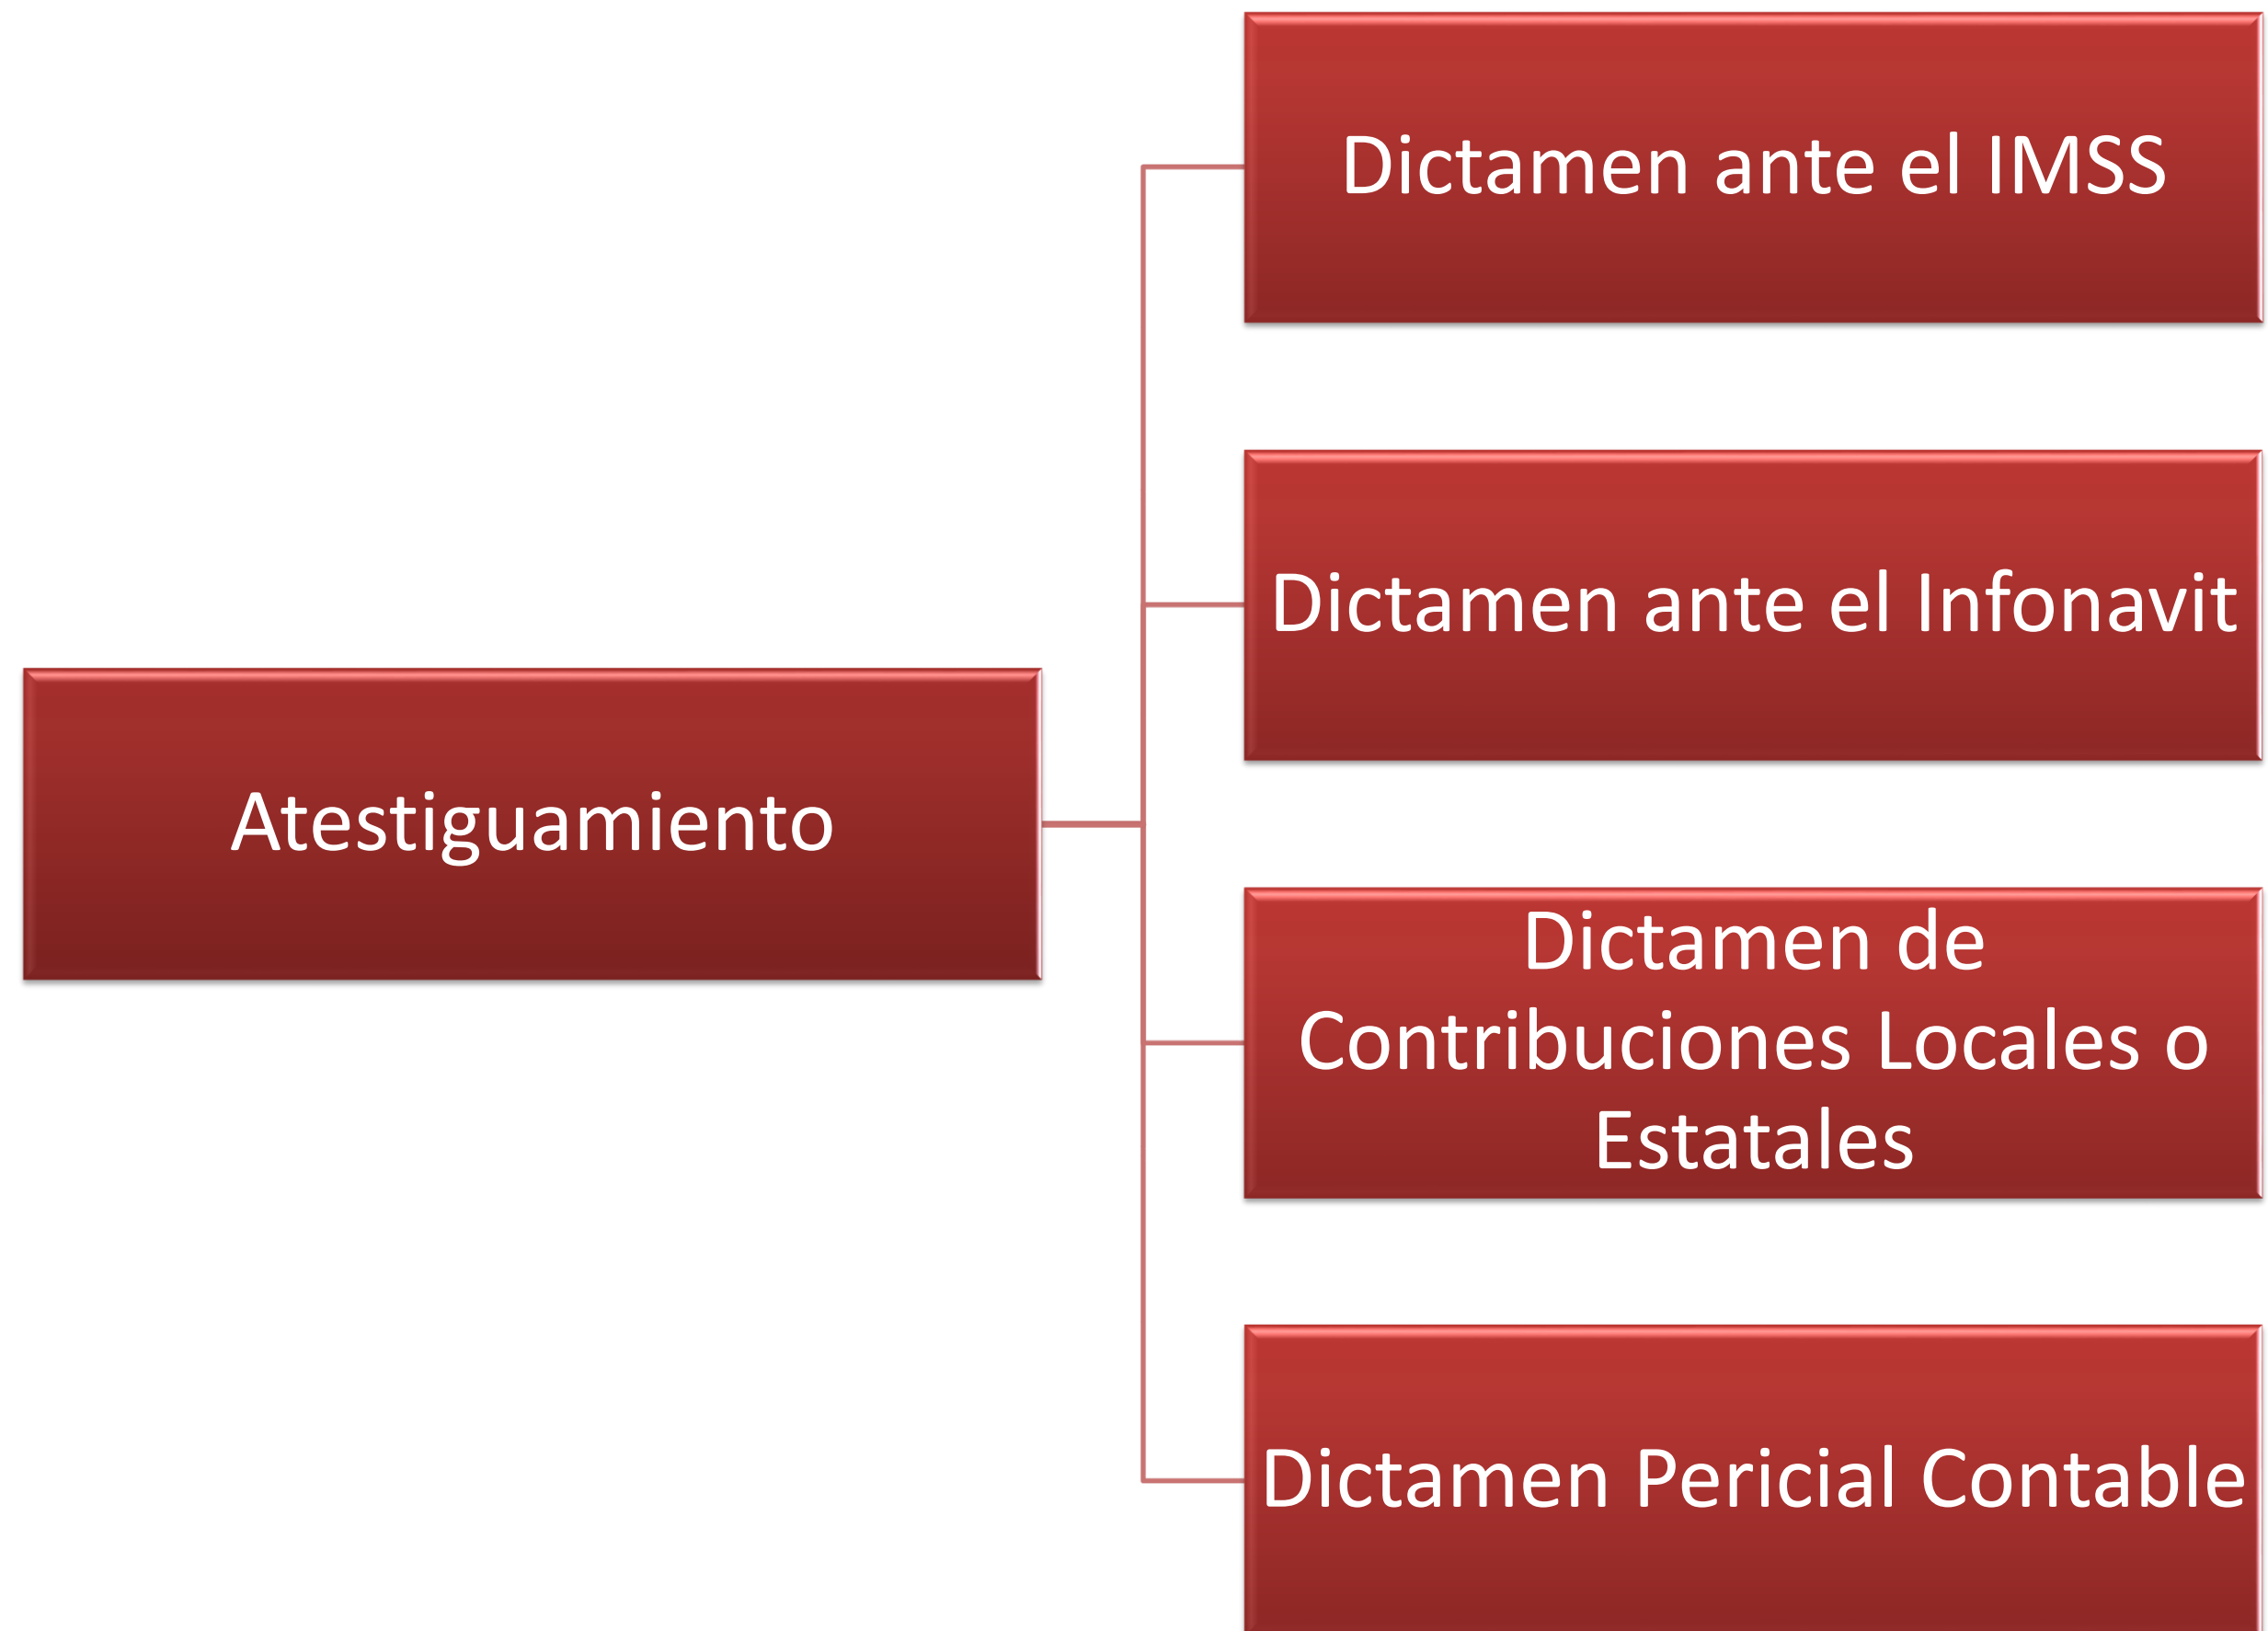 Atestiguamiento
Dictamen ante el IMSS
Dictamen ante el Infonavit
Dictamen de
Contribuciones Locales o
Estatales
Dictamen Pericial Contable